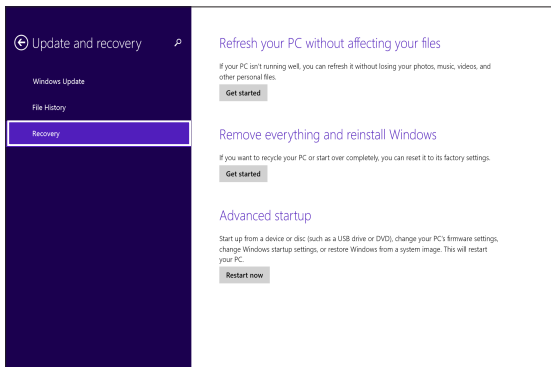 Update and recovery
Windows Update
File History
Recovery
Refresh your PC without affecting your files
If your PC isn't running well, you can refresh it without losing your photos, music, videos, and
other personal files.
Get started
Remove everything and reinstall Windows
If you want to recycle your PC or start over completely, you can reset it to its factory settings.
Get started
Advanced startup
Start up from a device or disc (such as a USB drive or DVD), change your PC's firmware settings,
change Windows startup settings, or restore Windows from a system image. This will restart
your PC.
Restart now